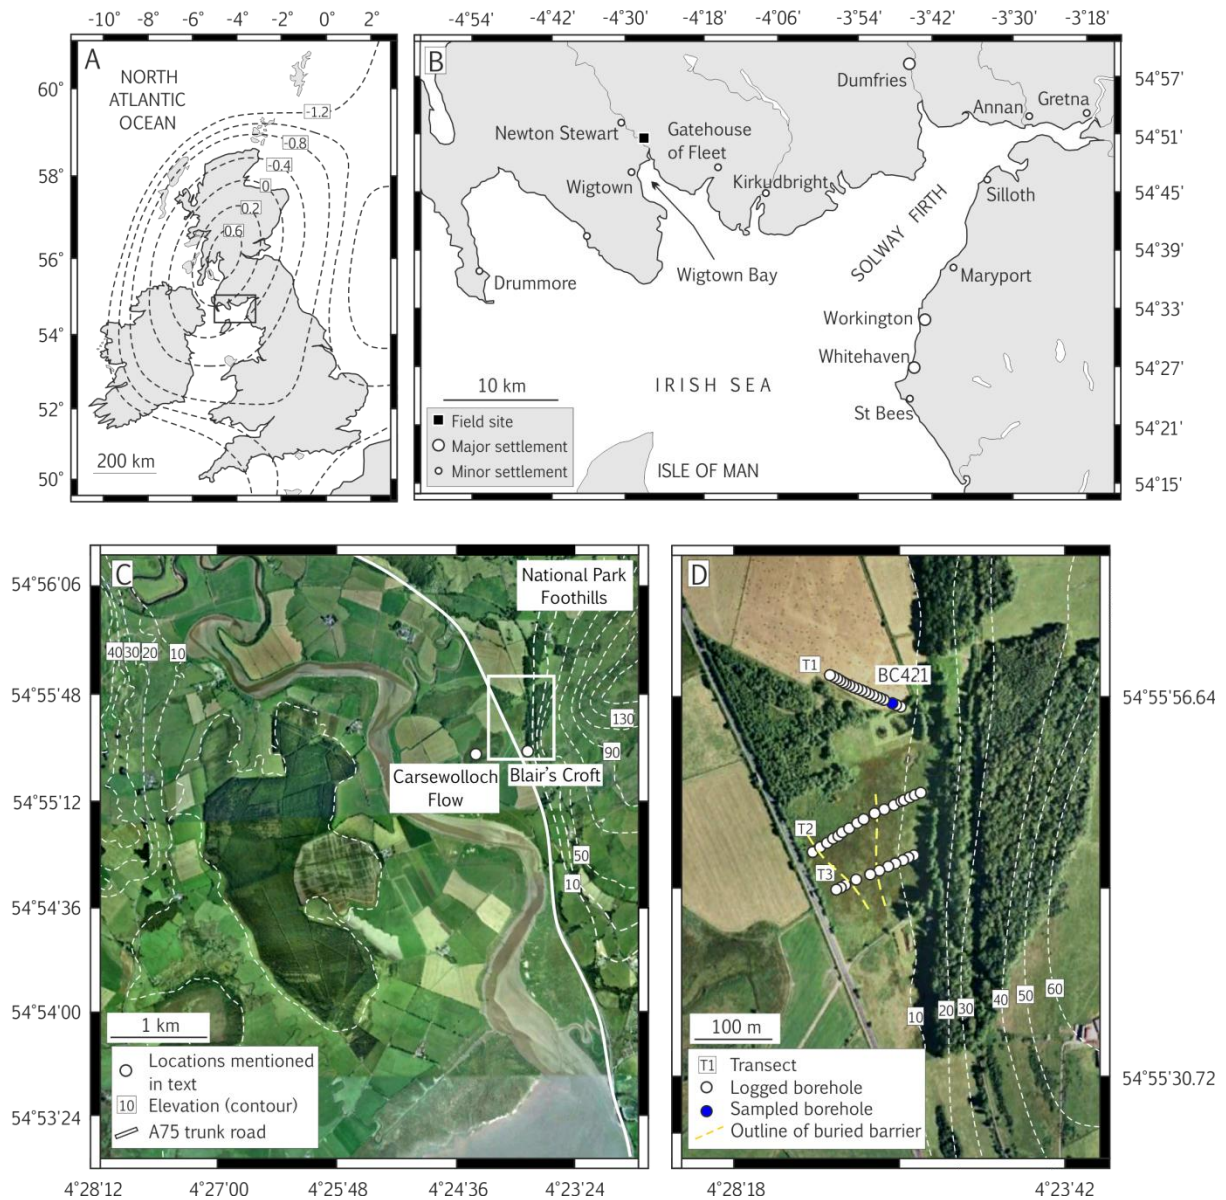 -10° -8° -6° -4° -2° 0° 2°
A
NORTH
ATLANTIC
OCEAN
60°
58°
56°
54°
52°
50°
-1.2
-0.8
-0.4
0
0.2
0.6
200 km
-4°54' -4°30' -4°18' -4°06' -3°54' -3°42' -3°30' -3°18'
B
Dumfries
Annan
Gretna
Newton Stewart
Gatehouse
of Fleet
Wigtown
Kirkudbright
Silloth
SOLWAY FIRTH
Wigtown Bay
Drummore
Maryport
Workington
Whitehaven
IRISH SEA
St Bees
10 km
Field site
Major settlement
Minor settlement
ISLE OF MAN
54°57'
54°51'
54°45'
54°39'
54°33'
54°27'
54°21'
54°15'
C
National Park
Foothills
54°56'06
54°55'48
54°55'12
54°54'36
54°54'00
54°53'24
40 30 20 10
130
90
50
10
Carsewolloch
Flow
Blair's Croft
1 km
Locations mentioned
in text
10 Elevation (contour)
A75 trunk road
4°28'12 4°27'00 4°25'48 4°24'36 4°23'24
D
T1
BC421
T2
T3
10 20 30 40 50 60
100 m
T1 Transect
Logged borehole
Sampled borehole
Outline of buried barrier
54°55'56.64
54°55'30.72
4°28'18 4°23'42